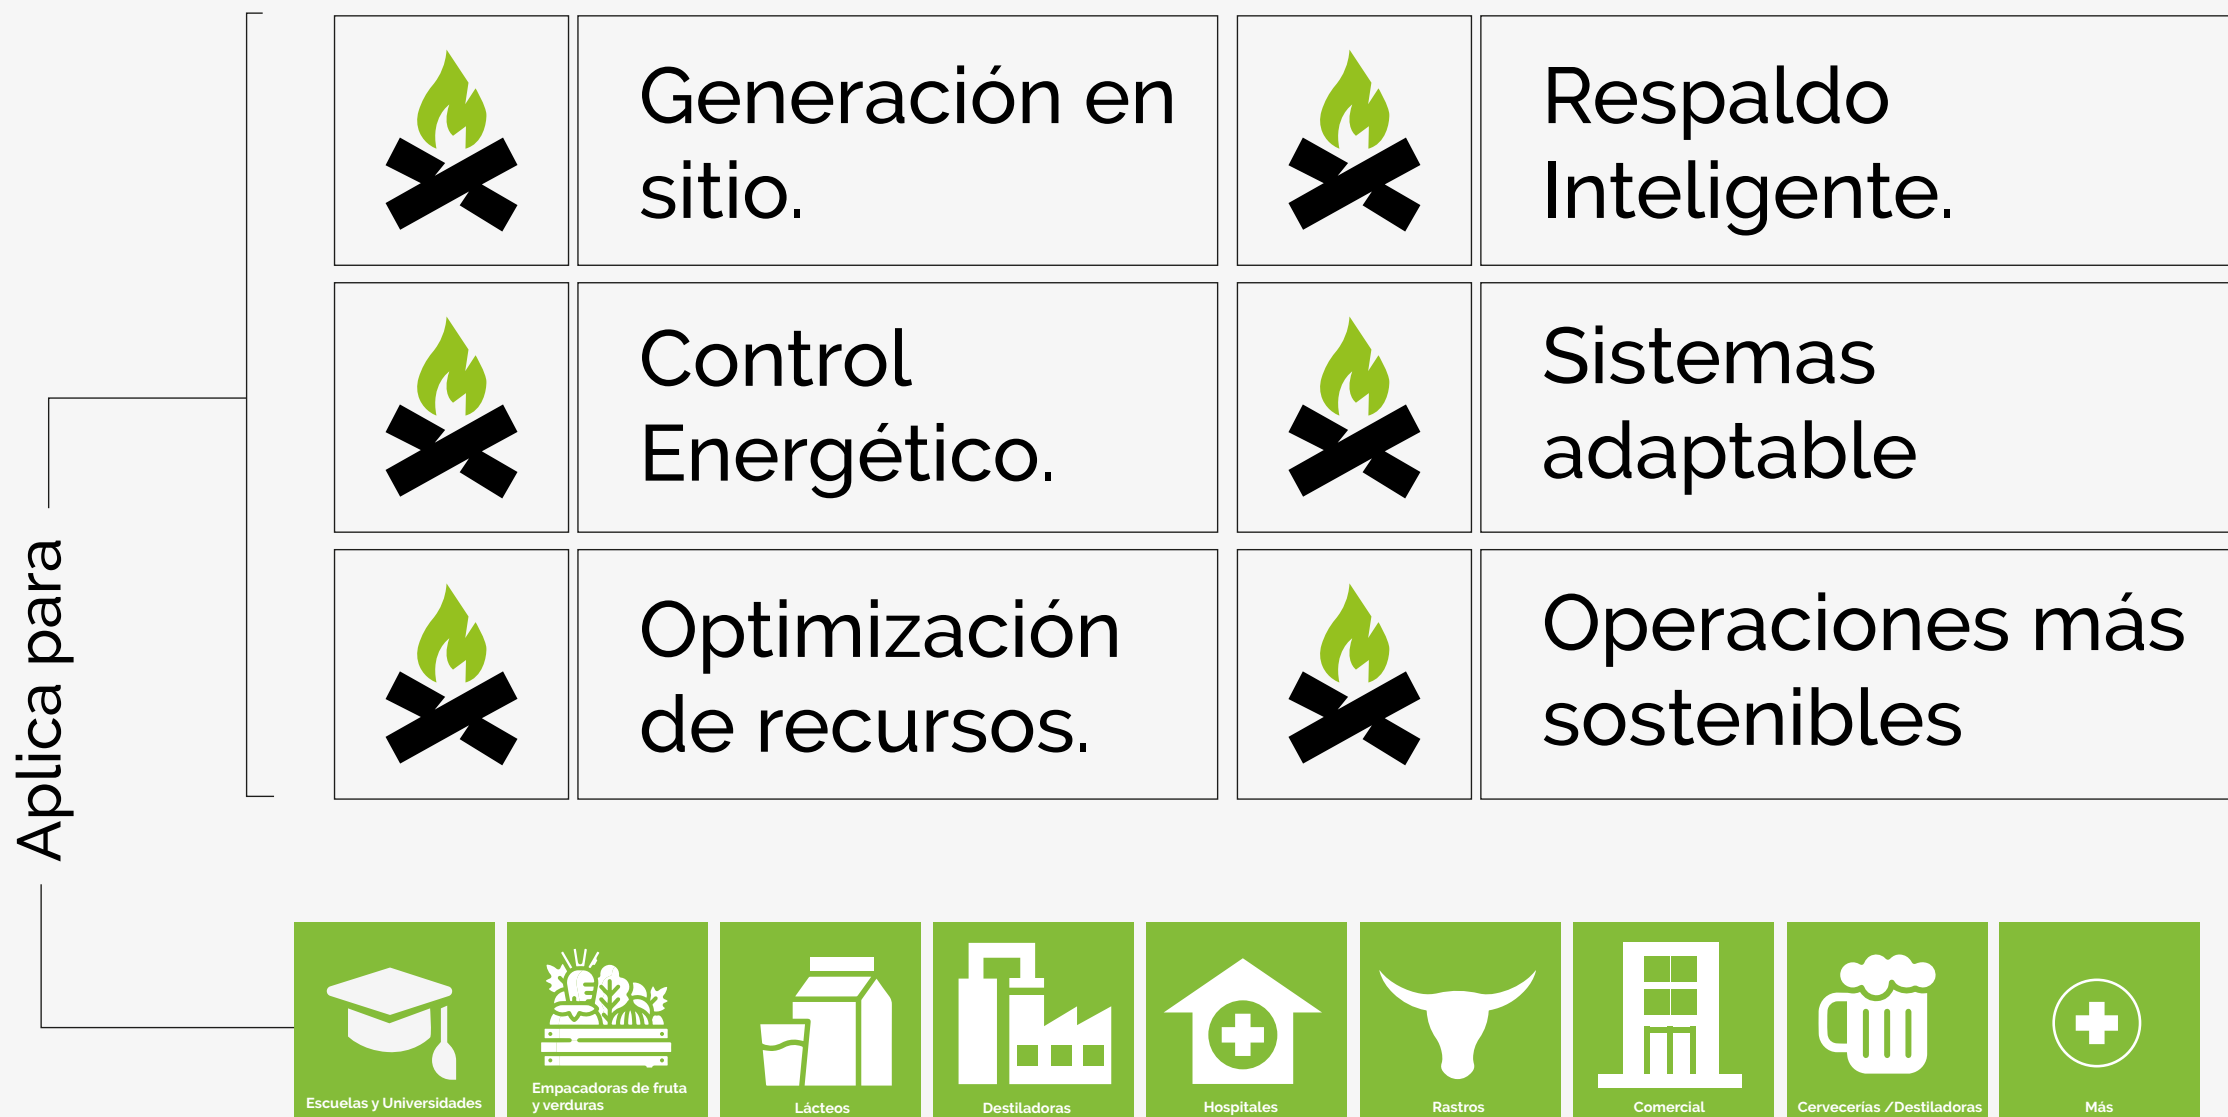 Generación en
sitio.
Respaldo
Inteligente.
Control
Energético.
Sistemas
adaptable
Optimización
de recursos.
Operaciones más
sostenibles
Aplica para
Escuelas y Universidades
Empacadoras de fruta
y verduras
Lácteos
Destiladoras
Hospitales
Rastros
Comercial
Cervecerías /Destiladoras
Más